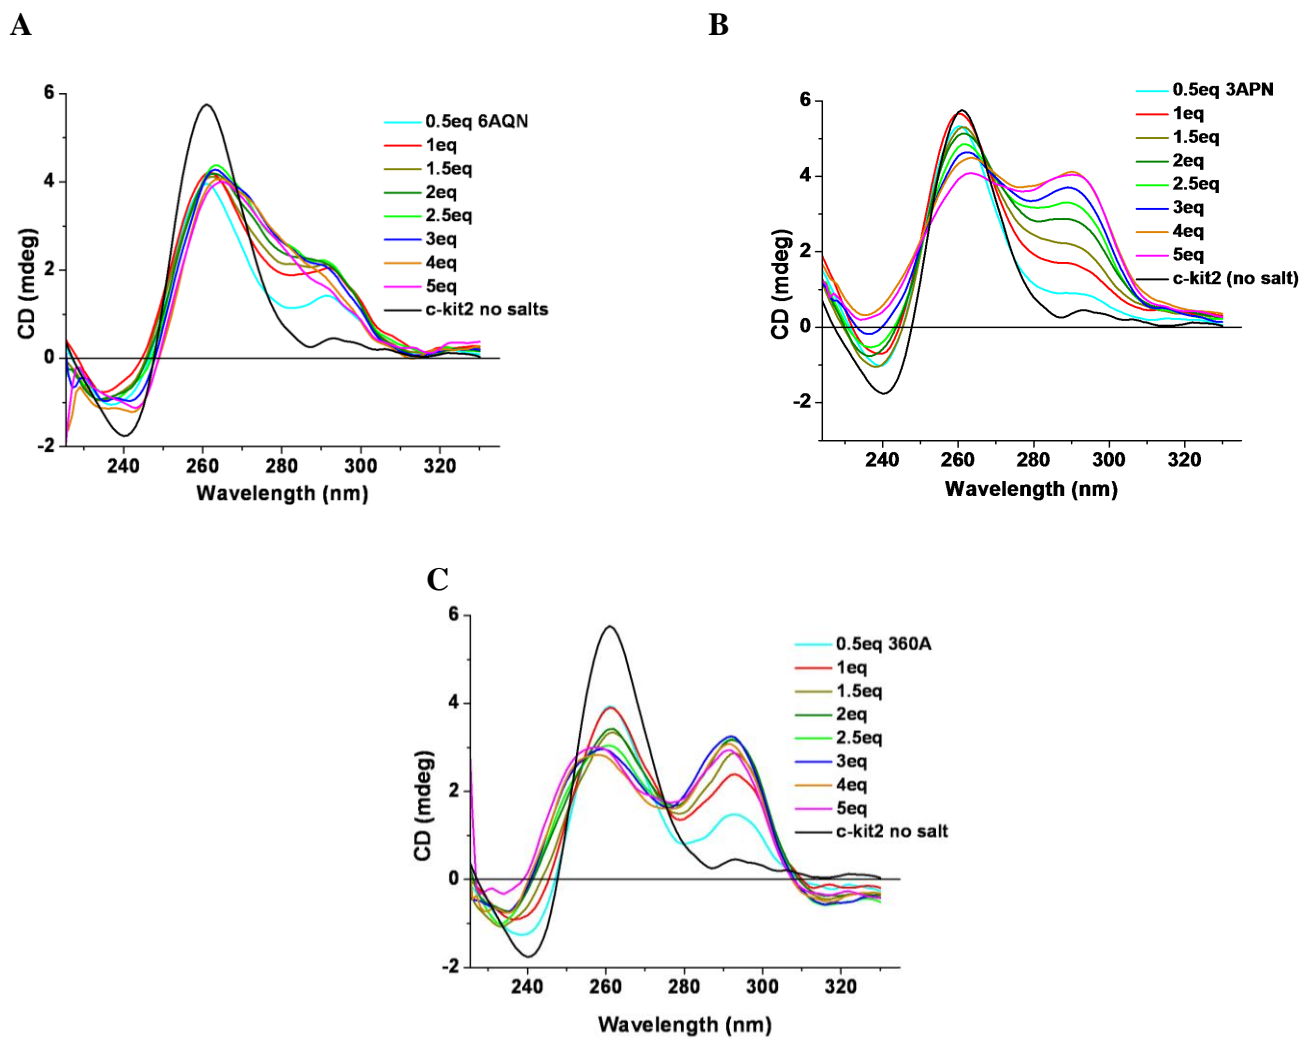 A
6
4
2
0
-2
240 260 280 300 320
CD (mdeg)
Wavelength (nm)
0.5eq 6AQN
1eq
1.5eq
2eq
2.5eq
3eq
4eq
5eq
c-kit2 no salts
B
6
4
2
0
-2
240 260 280 300 320
CD (mdeg)
Wavelength (nm)
0.5eq 3APN
1eq
1.5eq
2eq
2.5eq
3eq
4eq
5eq
c-kit2 (no salt)
C
6
4
2
0
-2
240 260 280 300 320
CD (mdeg)
Wavelength (nm)
0.5eq 360A
1eq
1.5eq
2eq
2.5eq
3eq
4eq
5eq
c-kit2 no salt